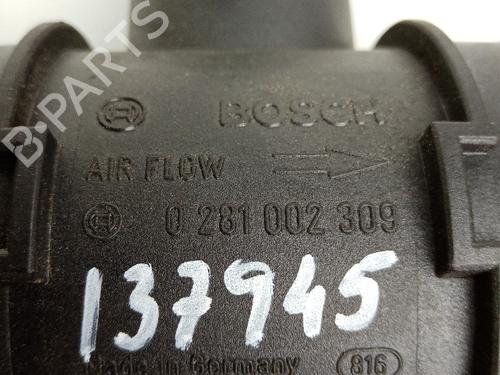 BOSCH
AIR FLOW
0 281 002 309
137945
Made in Germany
816
B-PARTS